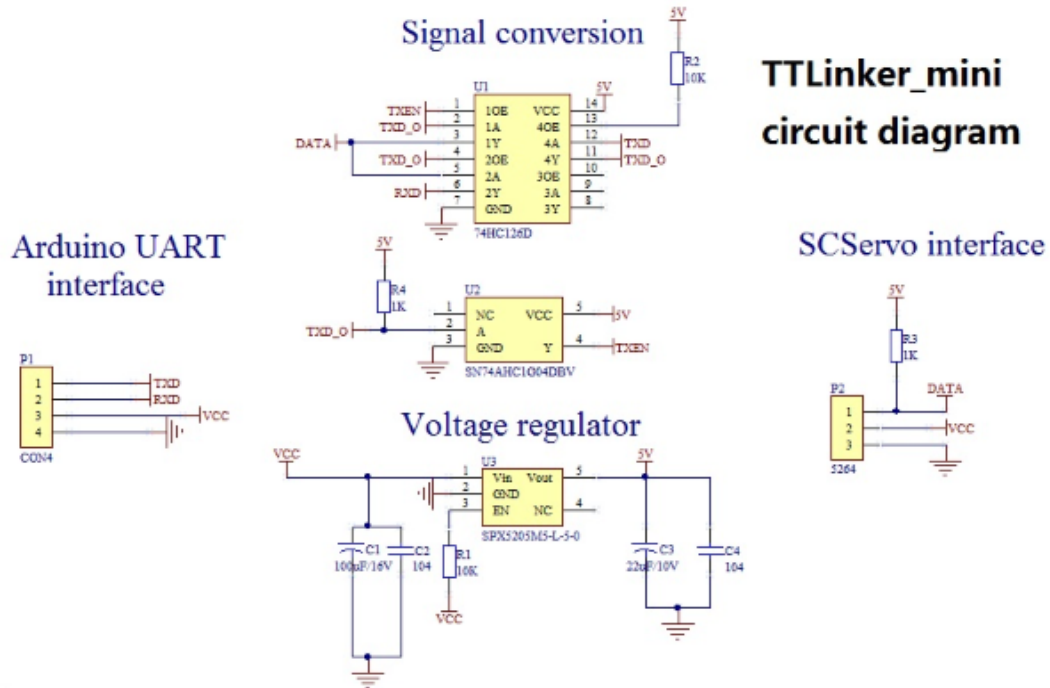 Signal conversion
TTLinker_mini
circuit diagram
5V
R2
10K
U1
5V
TXEN 1 1OE VCC 14
TXD_O 2 1A 4OE 13
DATA 3 1Y 4A 12 TXD
TXD_O 4 2OE 4Y 11 TXD_O
5 2A 3OE 10
RXD 6 2Y 3A 9
7 GND 3Y 8
74HC126D
Arduino UART
interface
SCServo interface
5V
R4
1K
U2
1 NC VCC 5 5V
TXD_O 2 A
3 GND Y 4 TXEN
SN74AHC1G04DBV
P1
1 TXD
2 RXD
3 VCC
4
CON4
5V
R3
1K
P2
DATA
1
2 VCC
3
5264
Voltage regulator
VCC
U3
5V
1 Vin Vout 5
2 GND
3 EN NC 4
SPX5205M5-L-5-0
C1
100uF/16V
C2
104
R1
10K
VCC
C3
22uF/10V
C4
104